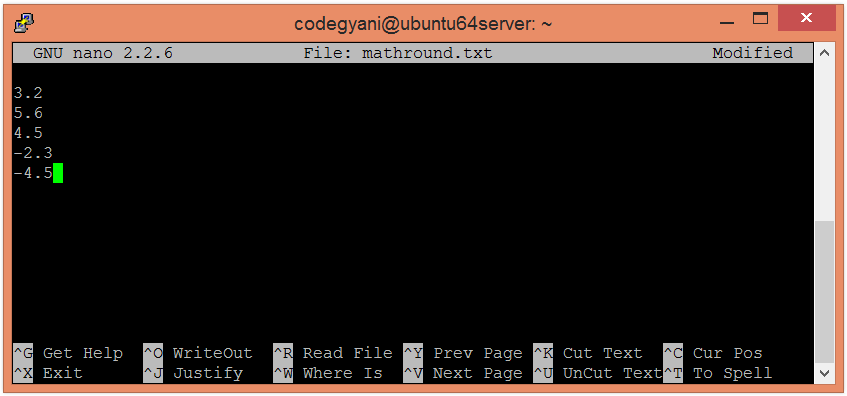 codegyani@ubuntu64server: ~
GNU nano 2.2.6 File: mathround.txt Modified
3.2
5.6
4.5
-2.3
-4.5
^G Get Help ^O WriteOut ^R Read File ^Y Prev Page ^K Cut Text ^C Cur Pos
^X Exit ^J Justify ^W Where Is ^V Next Page ^U UnCut Text ^T To Spell